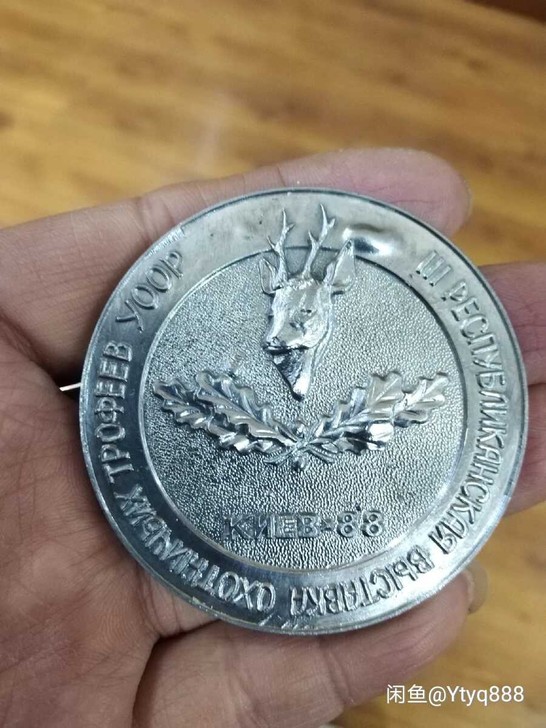 III РЕСПУБЛИКАНСКАЯ ВЫСТАВКА ОХОТНИЧЬИХ ТРОФЕЕВ УООР
КИЕВ-88
闲鱼@Ytyq888